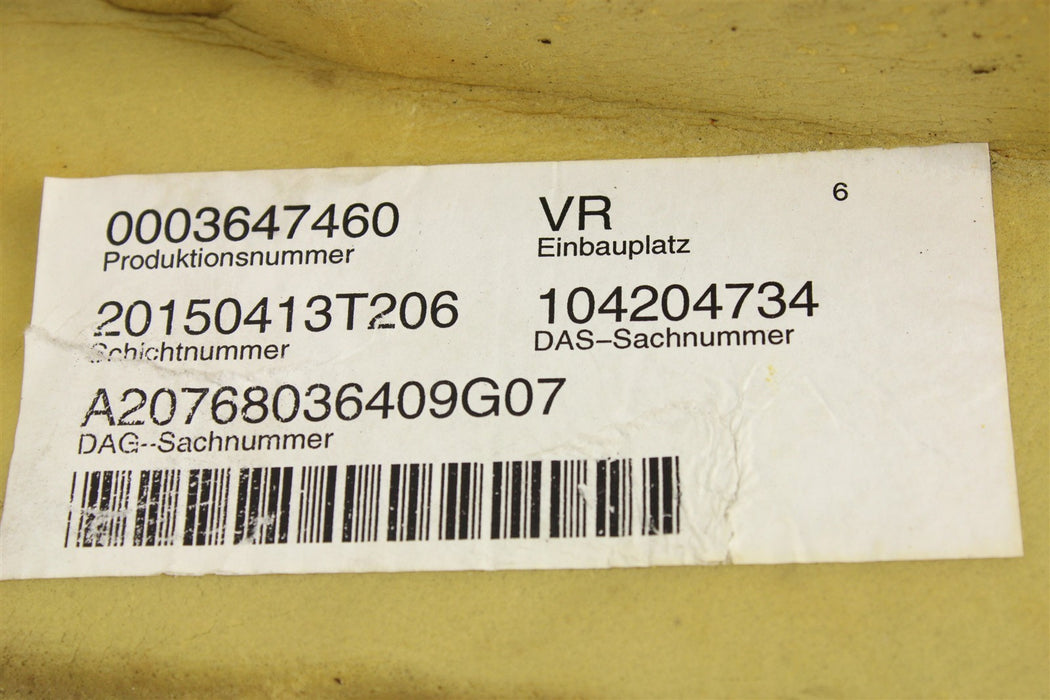 0003647460 VR 6
Produktionsnummer Einbauplatz
20150413T206 104204734
Schichtnummer DAS-Sachnummer
A20768036409G07
DAG--Sachnummer